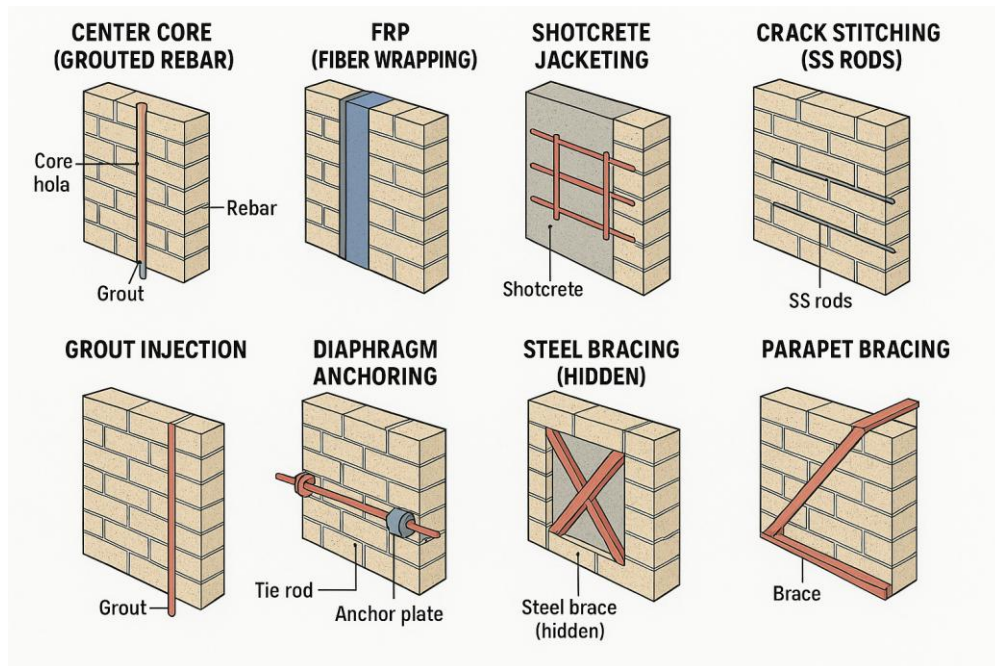 CENTER CORE
(GROUTED REBAR)
Core
hola
Rebar
Grout
FRP
(FIBER WRAPPING)
SHOTCRETE
JACKETING
Shotcrete
CRACK STITCHING
(SS RODS)
SS rods
GROUT INJECTION
Grout
DIAPHRAGM
ANCHORING
Tie rod
Anchor plate
STEEL BRACING
(HIDDEN)
Steel brace
(hidden)
PARAPET BRACING
Brace